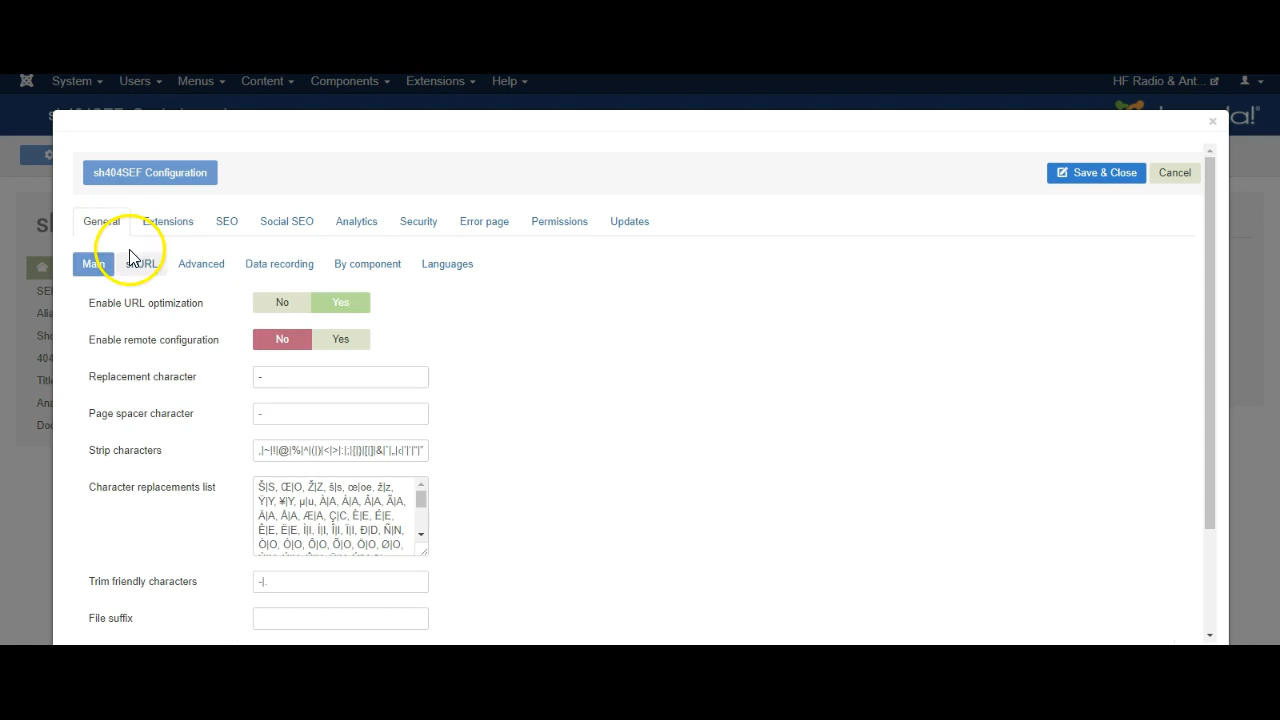 System Users Menus Content Components Extensions Help HF Radio & Ant...
sh404SEF Configuration Save & Close Cancel
General Extensions SEO Social SEO Analytics Security Error page Permissions Updates
Main shURL Advanced Data recording By component Languages
Enable URL optimization No Yes
Enable remote configuration No Yes
Replacement character -
Page spacer character -
Strip characters
Character replacements list Š|S, Œ|O, Ž|Z, š|s, œ|oe, ž|z,
Ÿ|Y, ¥|Y, µ|u, À|A, Á|A, Â|A, Ã|A,
Ä|A, Å|A, Æ|A, Ç|C, È|E, É|E,
Ê|E, Ë|E, Ì|I, Í|I, Î|I, Ï|I, Ð|D, Ñ|N,
Ò|O, Ó|O, Ô|O, Õ|O, Ö|O, Ø|O,
Trim friendly characters -|.
File suffix